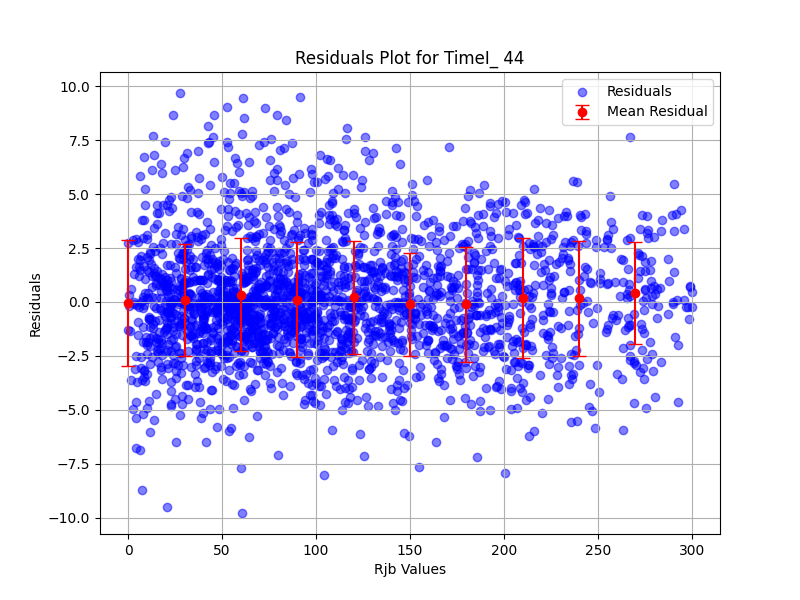 Residuals Plot for TimeI_ 44
Residuals
Mean Residual
10.0
7.5
5.0
2.5
0.0
−2.5
−5.0
−7.5
−10.0
Residuals
0 50 100 150 200 250 300
Rjb Values